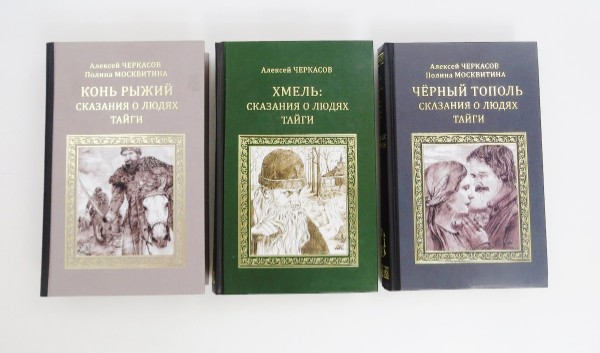 Алексей ЧЕРКАСОВ
Полина МОСКВИТИНА
КОНЬ РЫЖИЙ
СКАЗАНИЯ О ЛЮДЯХ
ТАЙГИ
Алексей ЧЕРКАСОВ
ХМЕЛЬ:
СКАЗАНИЯ О ЛЮДЯХ
ТАЙГИ
Алексей ЧЕРКАСОВ
Полина МОСКВИТИНА
ЧЁРНЫЙ ТОПОЛЬ
СКАЗАНИЯ О ЛЮДЯХ
ТАЙГИ